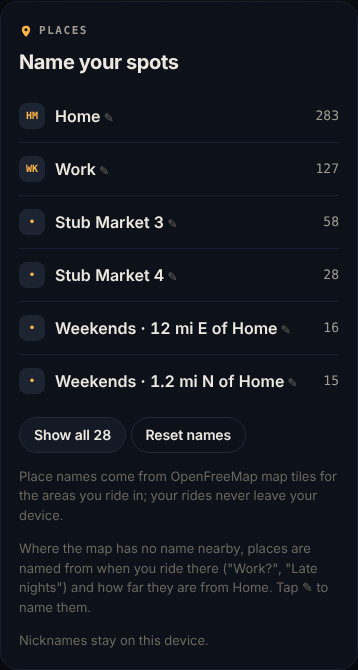 PLACES
Name your spots
HM Home ✎ 283
WK Work ✎ 127
• Stub Market 3 ✎ 58
• Stub Market 4 ✎ 28
• Weekends · 12 mi E of Home ✎ 16
• Weekends · 1.2 mi N of Home ✎ 15
Show all 28 Reset names
Place names come from OpenFreeMap map tiles for
the areas you ride in; your rides never leave your
device.
Where the map has no name nearby, places are
named from when you ride there ("Work?", "Late
nights") and how far they are from Home. Tap ✎ to
name them.
Nicknames stay on this device.